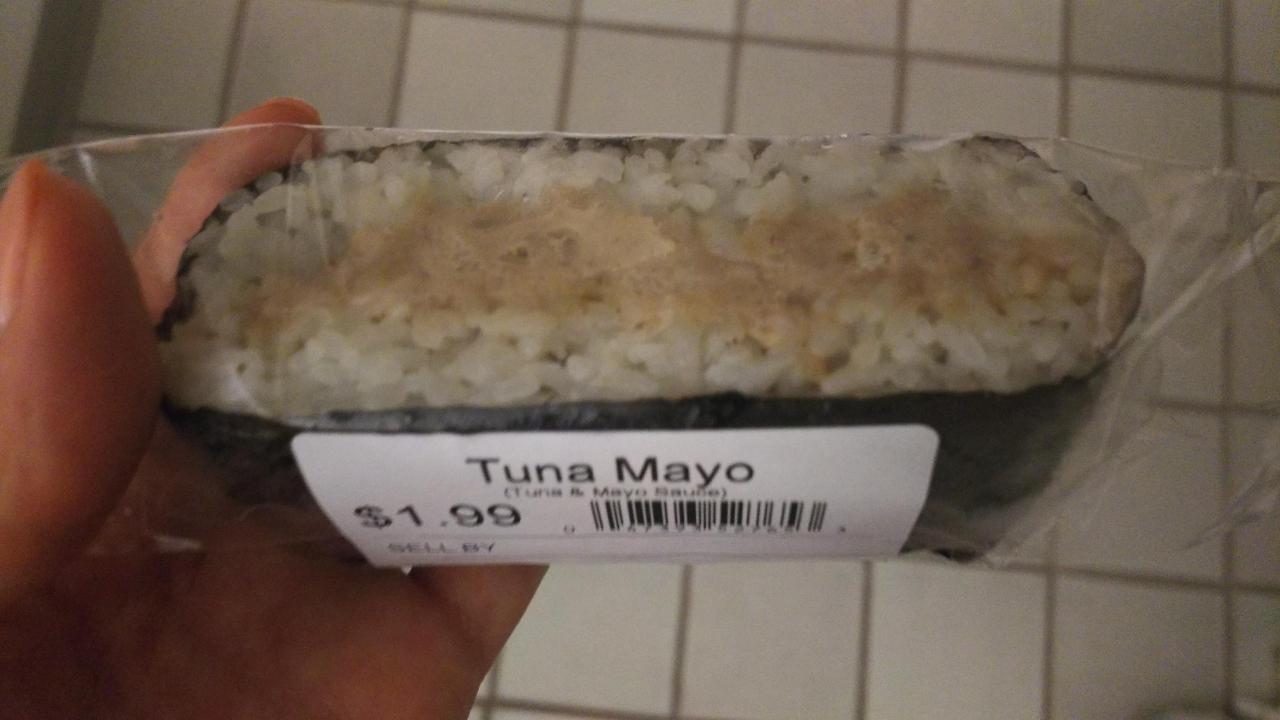 Tuna Mayo
(Tuna & Mayo Sauce)
$1.99
SELL BY